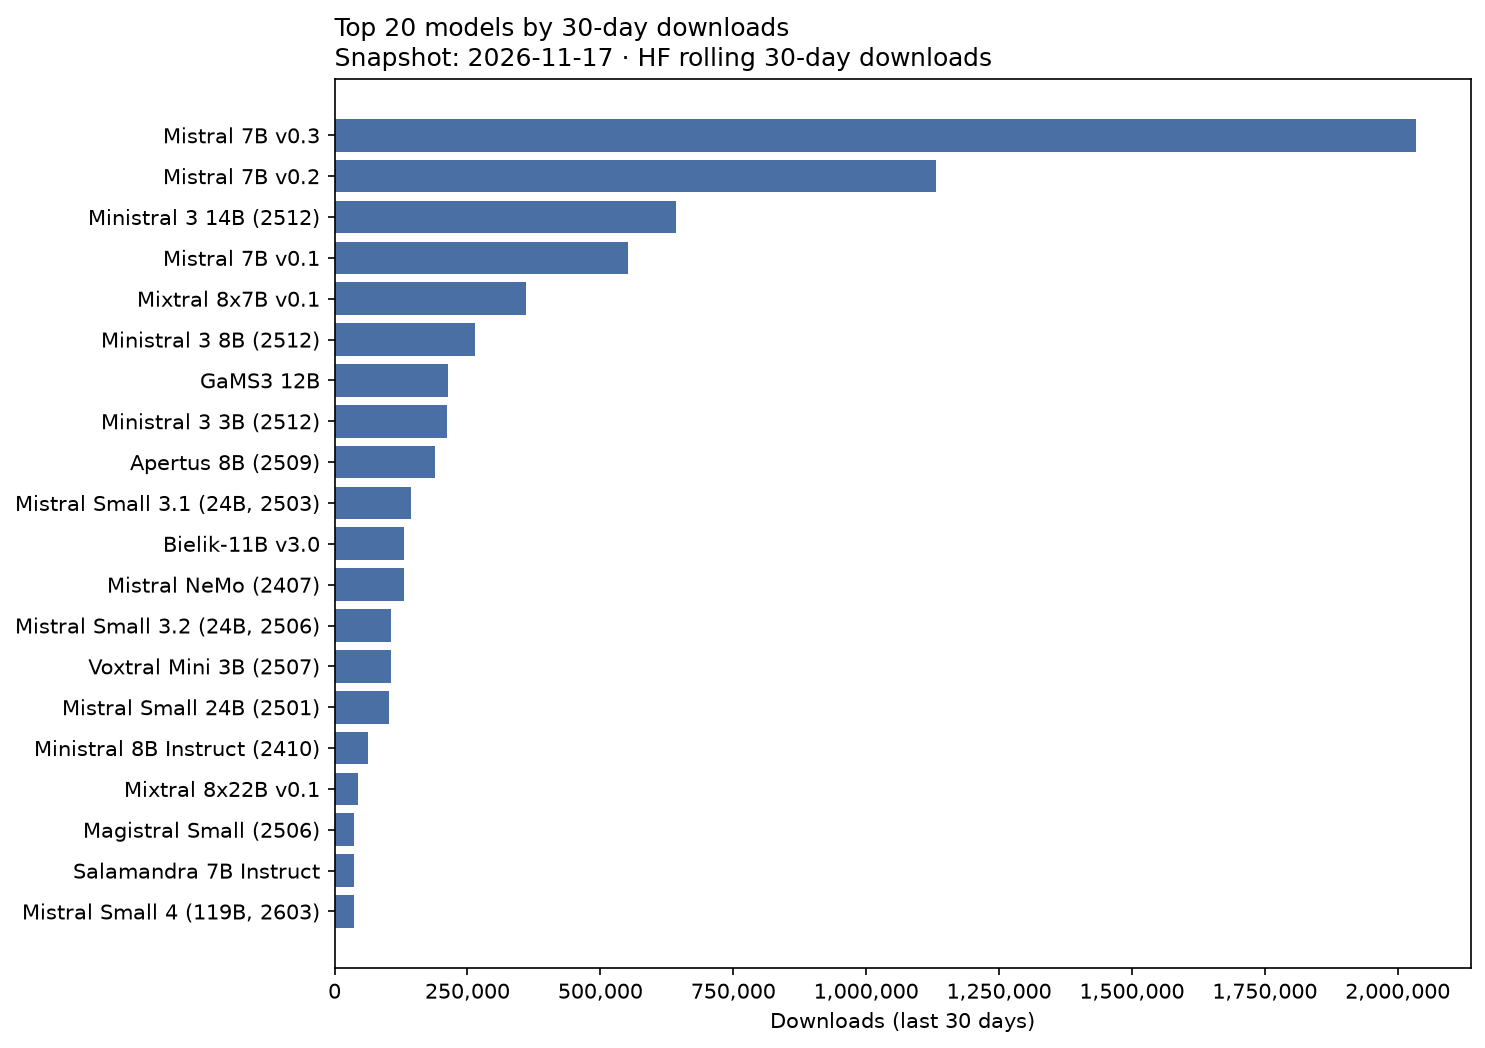 Top 20 models by 30-day downloads
Snapshot: 2026-11-17 · HF rolling 30-day downloads
Mistral 7B v0.3
Mistral 7B v0.2
Ministral 3 14B (2512)
Mistral 7B v0.1
Mixtral 8x7B v0.1
Ministral 3 8B (2512)
GaMS3 12B
Ministral 3 3B (2512)
Apertus 8B (2509)
Mistral Small 3.1 (24B, 2503)
Bielik-11B v3.0
Mistral NeMo (2407)
Mistral Small 3.2 (24B, 2506)
Voxtral Mini 3B (2507)
Mistral Small 24B (2501)
Ministral 8B Instruct (2410)
Mixtral 8x22B v0.1
Magistral Small (2506)
Salamandra 7B Instruct
Mistral Small 4 (119B, 2603)
0 250,000 500,000 750,000 1,000,000 1,250,000 1,500,000 1,750,000 2,000,000
Downloads (last 30 days)